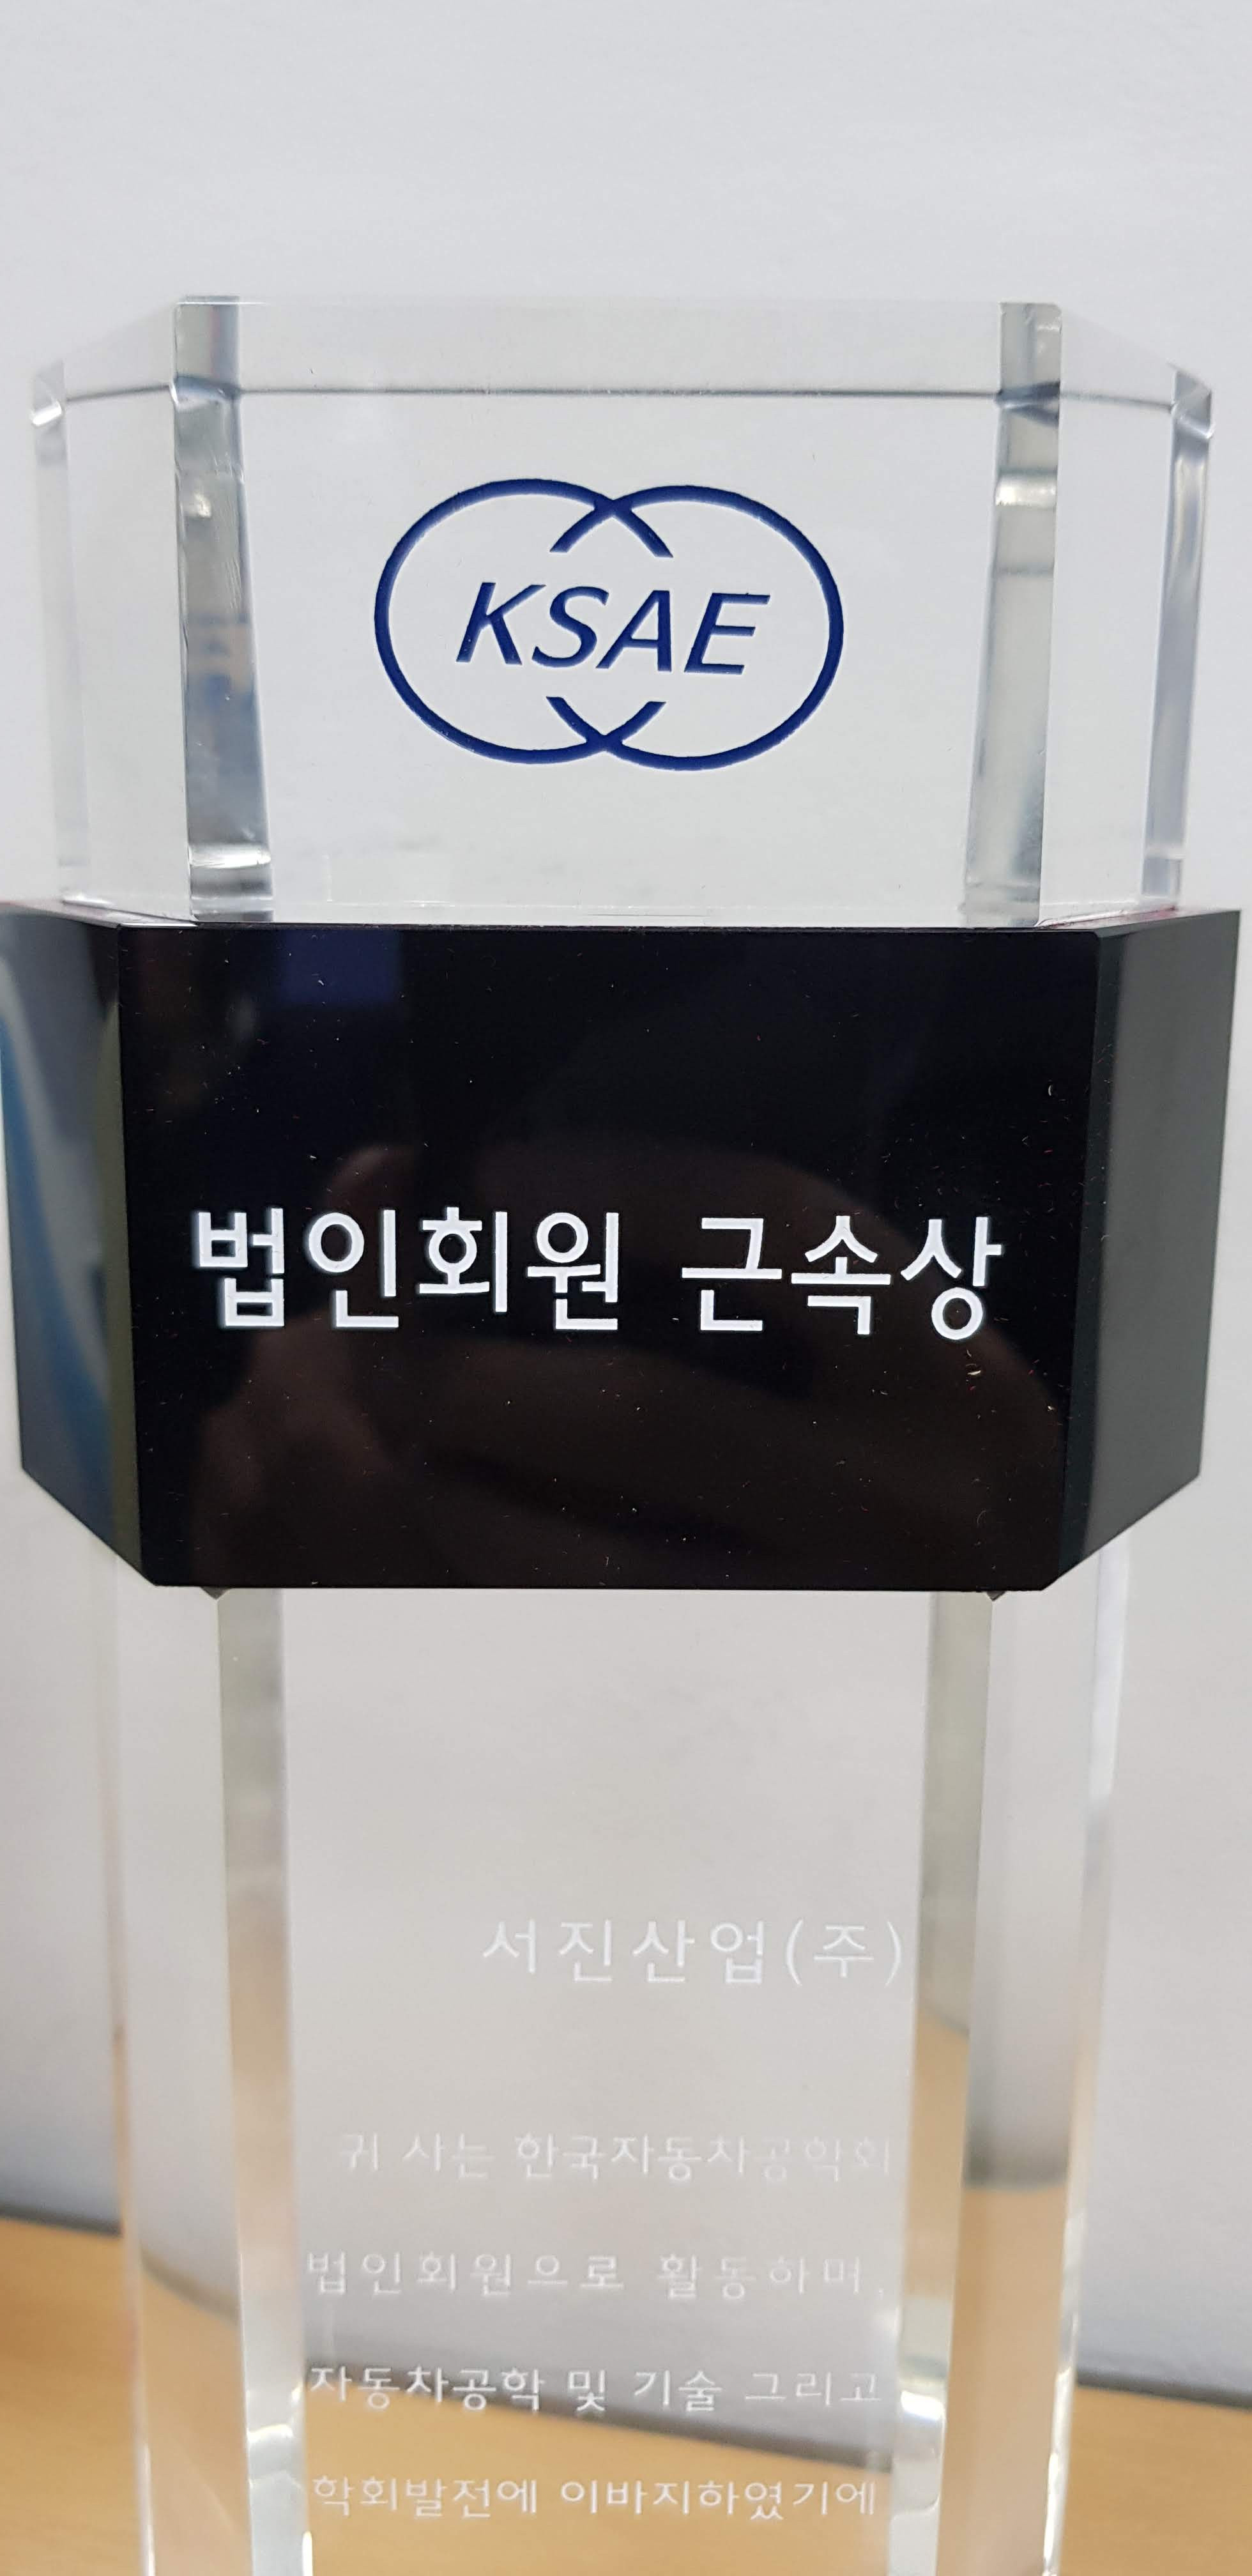 KSAE
법인회원 근속상
서진산업(주)
귀 사는 한국자동차공학회
법인회원으로 활동하며,
자동차공학 및 기술 그리고
학회발전에 이바지하였기에